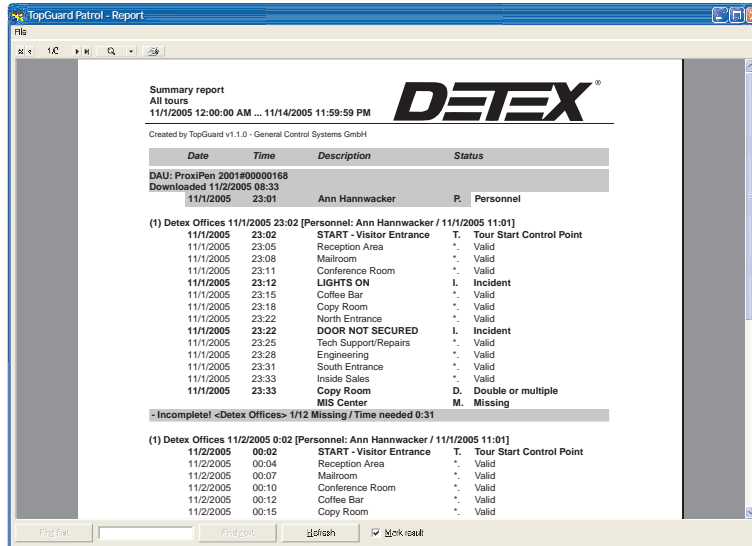 TopGuard Patrol - Report
File
1/2
Summary report
All tours
11/1/2005 12:00:00 AM ... 11/14/2005 11:59:59 PM
DETEX®
Created by TopGuard v1.1.0 - General Control Systems GmbH
Date Time Description Status
DAU: ProxiPen 2001#00000168
Downloaded 11/2/2005 08:33
11/1/2005 23:01 Ann Hannwacker P. Personnel
(1) Detex Offices 11/1/2005 23:02 [Personnel: Ann Hannwacker / 11/1/2005 11:01]
11/1/2005 23:02 START - Visitor Entrance T. Tour Start Control Point
11/1/2005 23:05 Reception Area *. Valid
11/1/2005 23:08 Mailroom *. Valid
11/1/2005 23:11 Conference Room *. Valid
11/1/2005 23:12 LIGHTS ON I. Incident
11/1/2005 23:15 Coffee Bar *. Valid
11/1/2005 23:18 Copy Room *. Valid
11/1/2005 23:22 North Entrance *. Valid
11/1/2005 23:22 DOOR NOT SECURED I. Incident
11/1/2005 23:25 Tech Support/Repairs *. Valid
11/1/2005 23:28 Engineering *. Valid
11/1/2005 23:31 South Entrance *. Valid
11/1/2005 23:33 Inside Sales *. Valid
11/1/2005 23:33 Copy Room D. Double or multiple
MIS Center M. Missing
- Incomplete! <Detex Offices> 1/12 Missing / Time needed 0:31
(1) Detex Offices 11/2/2005 0:02 [Personnel: Ann Hannwacker / 11/1/2005 11:01]
11/2/2005 00:02 START - Visitor Entrance T. Tour Start Control Point
11/2/2005 00:04 Reception Area *. Valid
11/2/2005 00:07 Mailroom *. Valid
11/2/2005 00:10 Conference Room *. Valid
11/2/2005 00:12 Coffee Bar *. Valid
11/2/2005 00:15 Copy Room *. Valid
Find first Find next Refresh Mark result